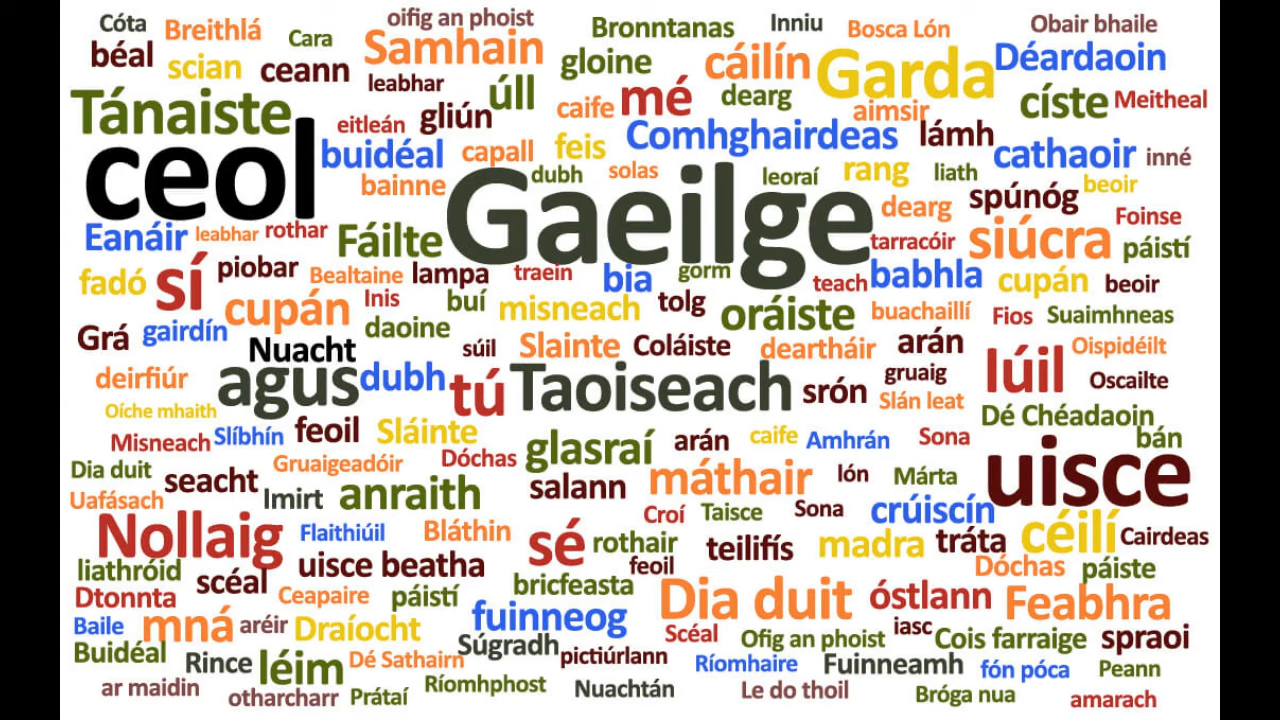 Cóta Breithlá Cara oifig an phoist Bronntanas Inniu Bosca Lón Obair bhaile
béal scian ceann Samhain gloine cáilín Garda Déardaoin
leabhar úll caife mé dearg aimsir císte Meitheal
Tánaiste eitleán gliún Comhghairdeas lámh
ceol buidéal capall feis cathaoir inné
bainne dubh solas leoraí rang liath beoir
Gaeilge dearg spúnóg Foinse
Eanáir leabhar rothar Fáilte tarracóir siúcra páistí
fadó sí piobar Bealtaine lampa traein bia gorm teach babhla cupán beoir
cupán Inis buí misneach tolg oráiste buachaillí Fios Suaimhneas
Grá gairdín daoine
Nuacht súil Slainte Coláiste deartháir arán Oispidéilt
deirfiúr agus dubh tú Taoiseach srón gruaig Iúil Oscailte
Oíche mhaith Slán leat Dé Chéadaoin
Misneach Slíbhín feoil Sláinte glasraí arán caife Amhrán Sona bán
Dia duit seacht Gruaigeadóir Dóchas máthair lón Márta uisce
Uafásach Imirt anraith salann
Croí Taisce Sona crúiscín
Nollaig Flaithiúil Bláthin sé rothair teilifís madra tráta céilí Cairdeas
liathróid scéal uisce beatha feoil Dóchas páiste
Dtonnta Ceapaire páistí bricfeasta Dia duit óstlann Feabhra
Baile mná aréir Draíocht fuinneog Scéal Ofig an phoist iasc Cois farraige spraoi
Buidéal Rince léim Dé Sathairn Súgradh pictiúrlann Ríomhaire Fuinneamh fón póca Peann
ar maidin otharcharr Prátaí Ríomhphost Nuachtán Le do thoil Bróga nua amarach